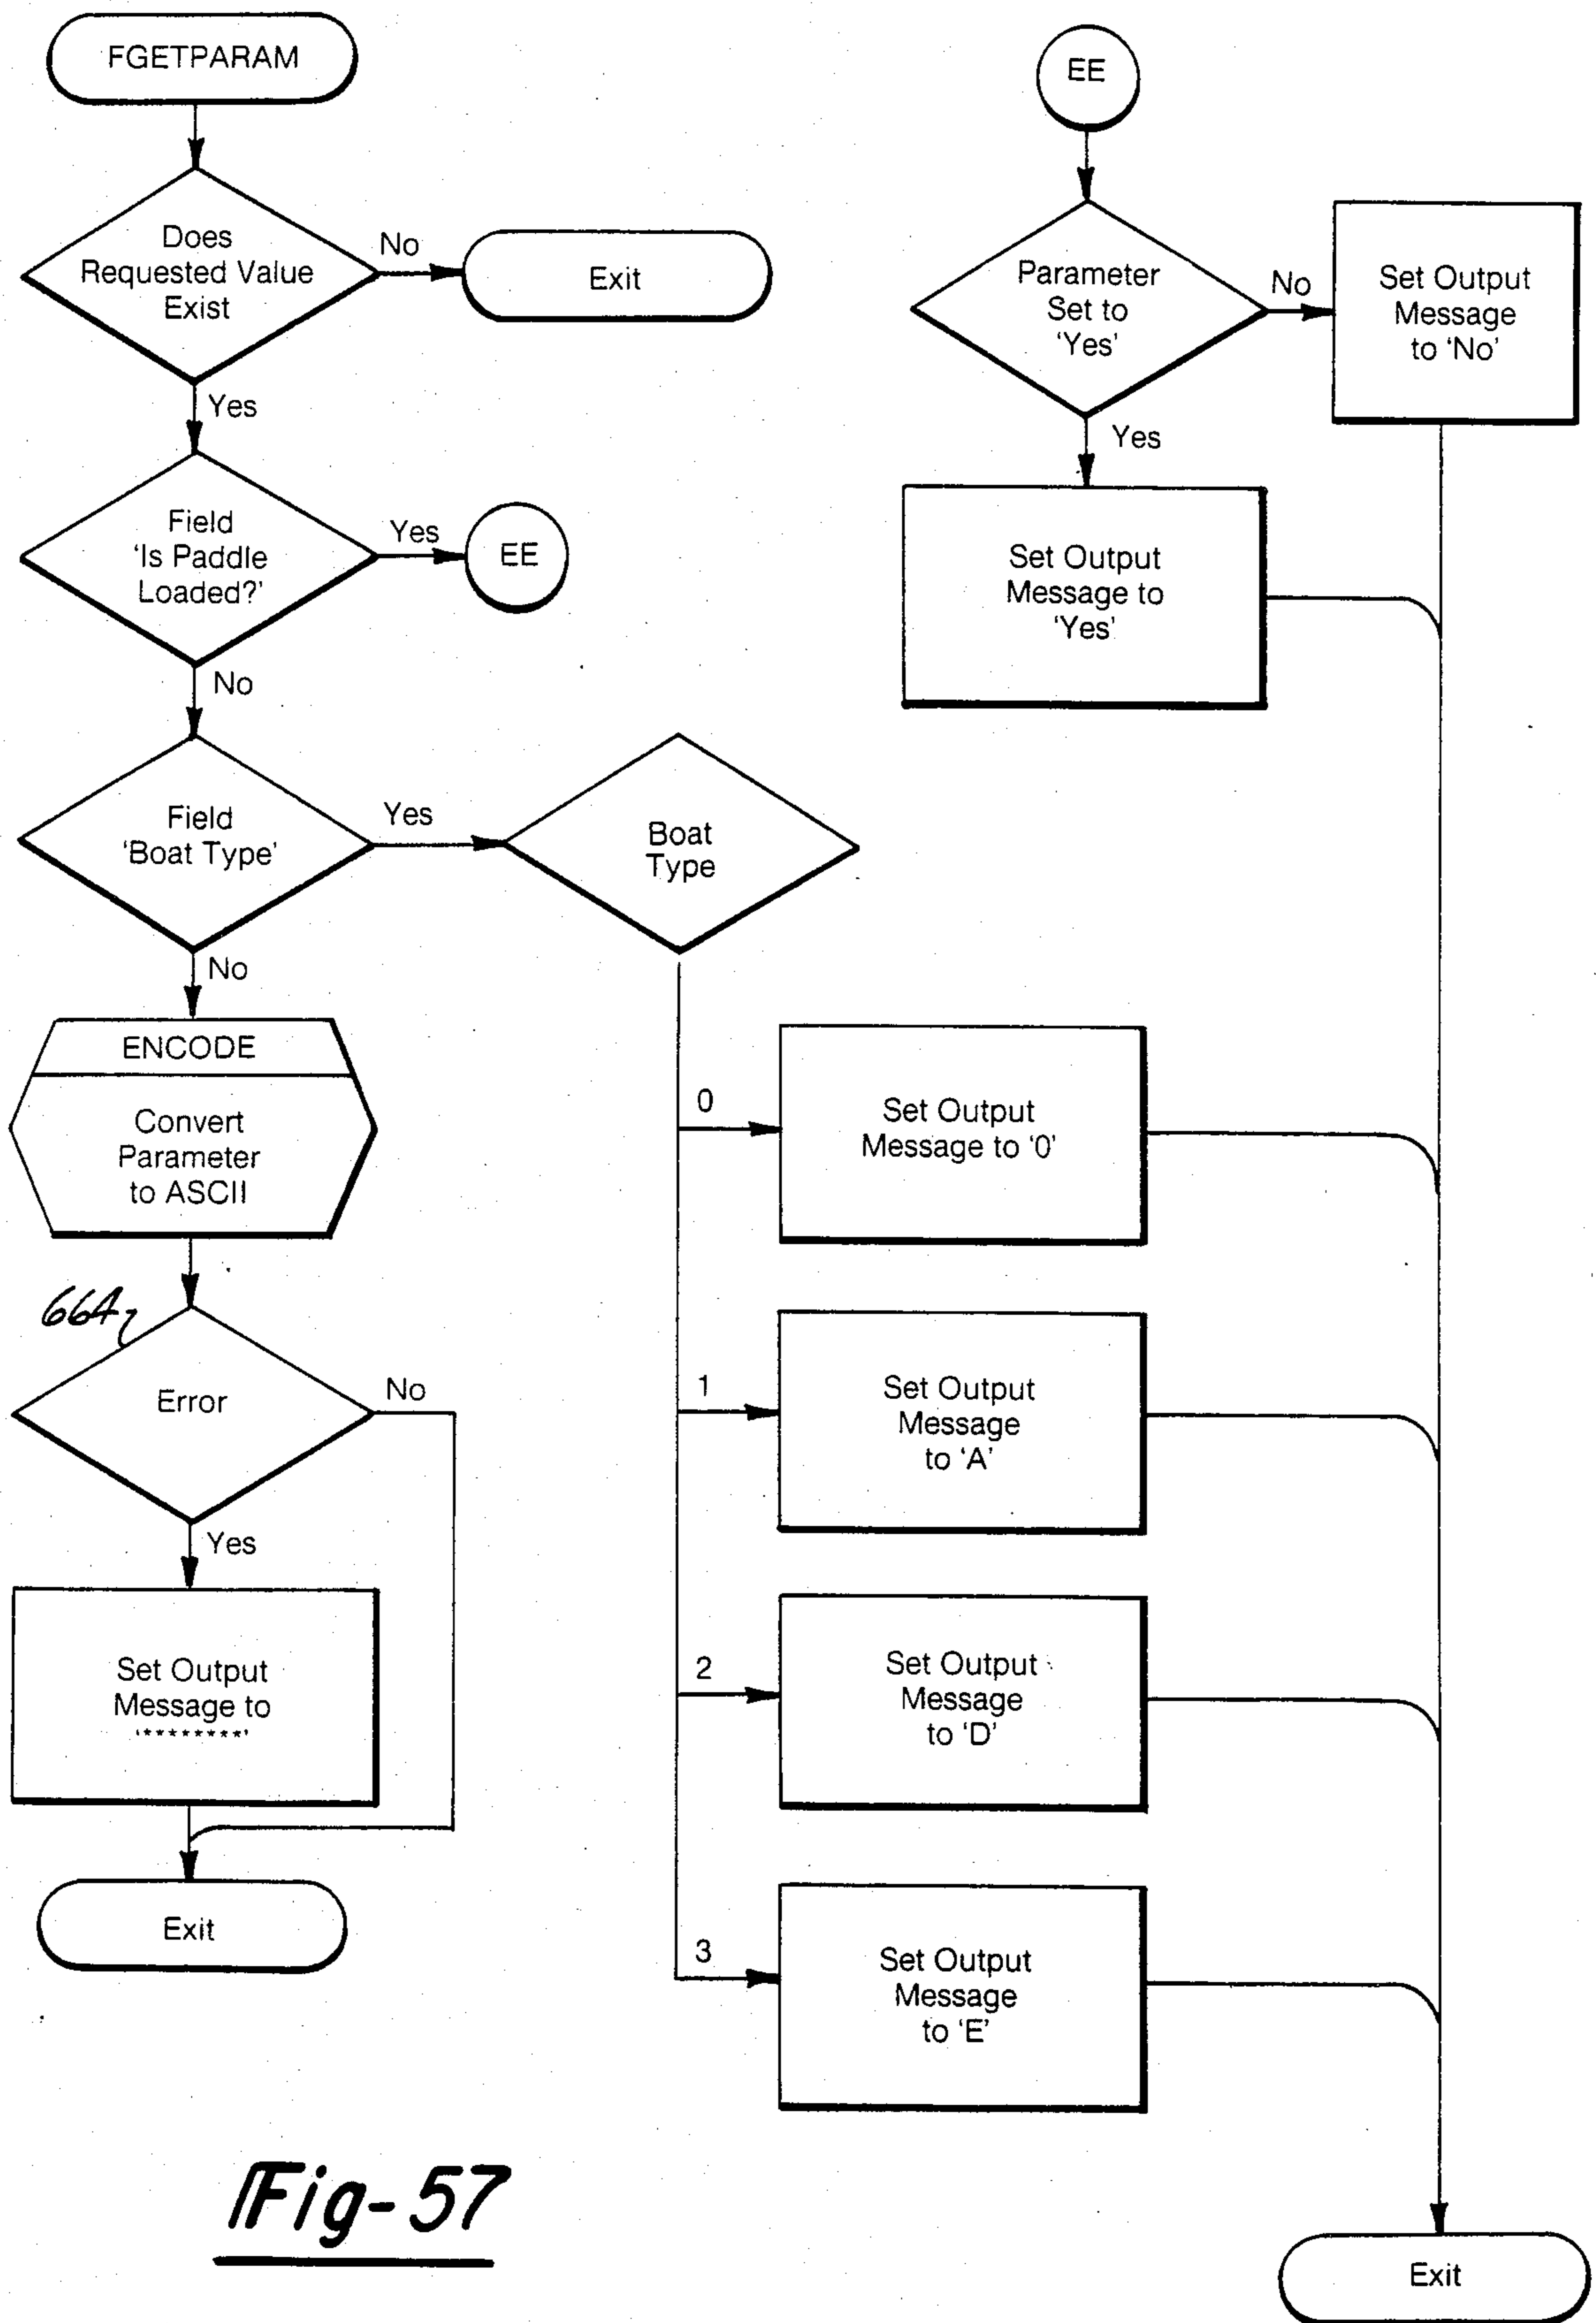 FGETPARAM
Does
Requested Value
Exist
No
Exit
Yes
Field
'Is Paddle
Loaded?'
Yes
EE
No
Field
'Boat Type'
Yes
Boat
Type
No
ENCODE
Convert
Parameter
to ASCII
664
Error
No
Yes
Set Output
Message to
'********'
Exit
0
Set Output
Message to '0'
1
Set Output
Message
to 'A'
2
Set Output
Message
to 'D'
3
Set Output
Message
to 'E'
EE
Parameter
Set to
'Yes'
No
Set Output
Message
to 'No'
Yes
Set Output
Message to
'Yes'
Exit
Fig-57